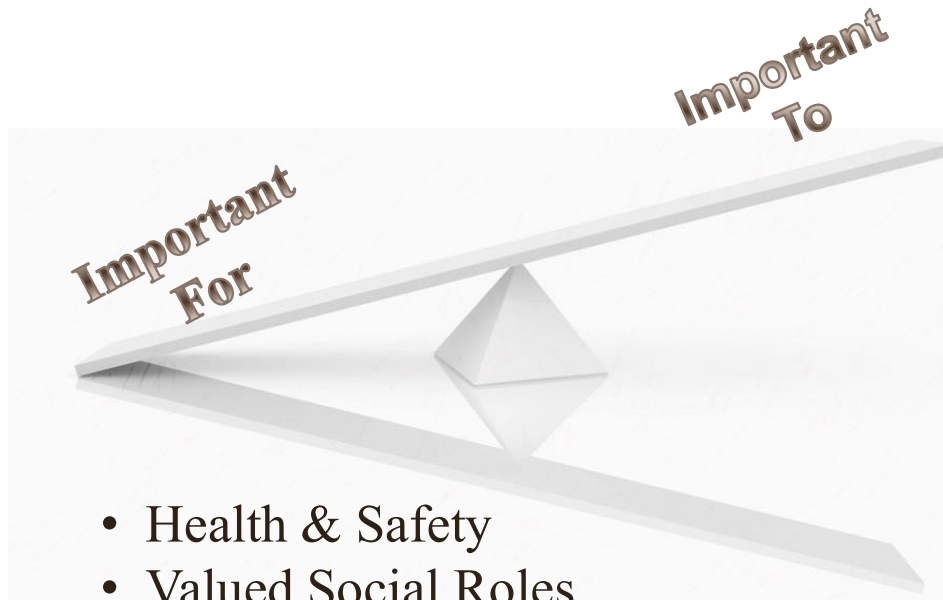 Important
To
Important
For
• Health & Safety
• Valued Social Roles